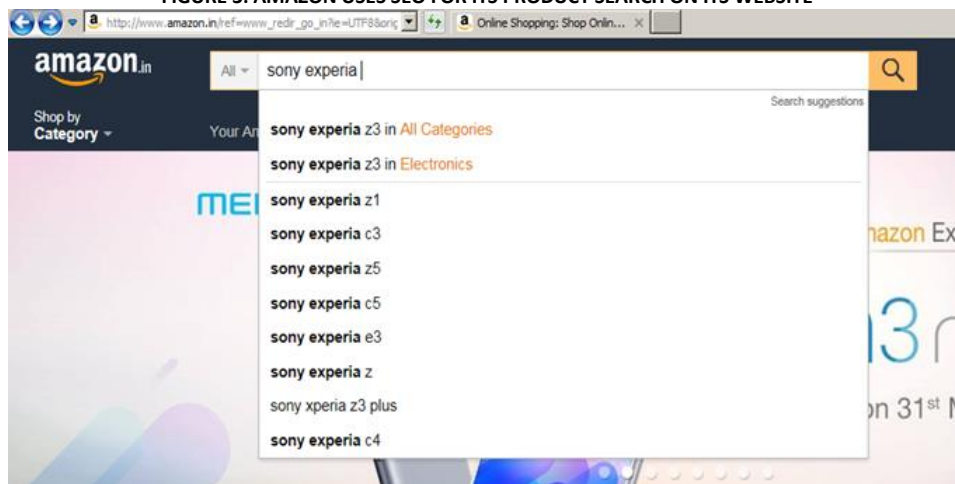 FIGURE 5: AMAZON USES SEO FOR ITS PRODUCT SEARCH ON ITS WEBSITE
http://www.amazon.in/ref=www_redir_go_in?ie=UTF8&orig
Online Shopping: Shop Onlin...
amazon.in
All
sony experia
Search suggestions
Shop by
Category
Your Am
sony experia z3 in All Categories
sony experia z3 in Electronics
sony experia z1
sony experia c3
sony experia z5
sony experia c5
sony experia e3
sony experia z
sony xperia z3 plus
sony experia c4
MEI
mazon Ex
3
on 31st